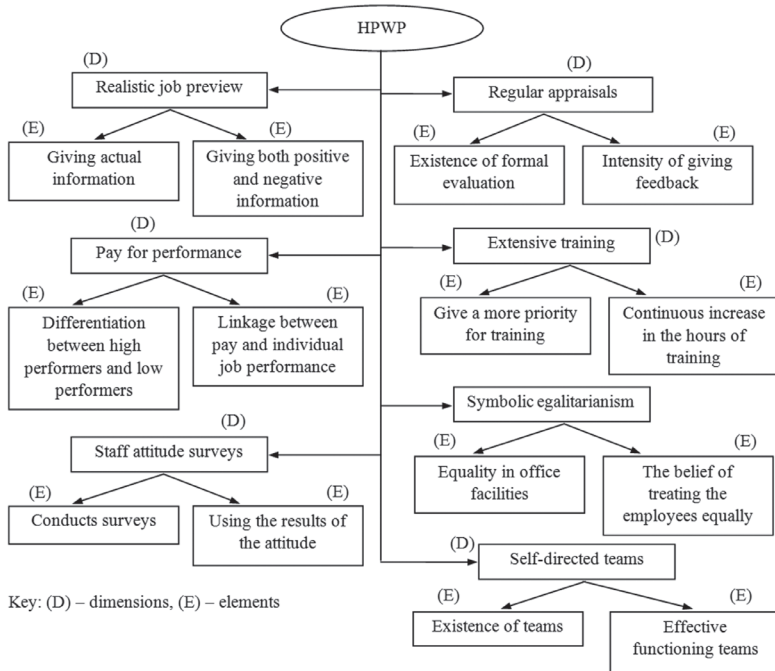 HPWP
(D)
Realistic job preview
(E)
(E)
Giving actual
information
Giving both positive
and negative
information
(D)
Regular appraisals
(E)
(E)
Existence of formal
evaluation
Intensity of giving
feedback
(D)
Pay for performance
(E)
(E)
Differentiation
between high
performers and low
performers
Linkage between
pay and individual
job performance
Extensive training
(D)
(E)
(E)
Give a more priority
for training
Continuous increase
in the hours of
training
(D)
Staff attitude surveys
(E)
(E)
Conducts surveys
Using the results of
the attitude
Symbolic egalitarianism
(E)
(E)
Equality in office
facilities
The belief of
treating the
employees equally
(D)
Self-directed teams
(E)
(E)
Existence of teams
Effective
functioning teams
Key: (D) – dimensions, (E) – elements